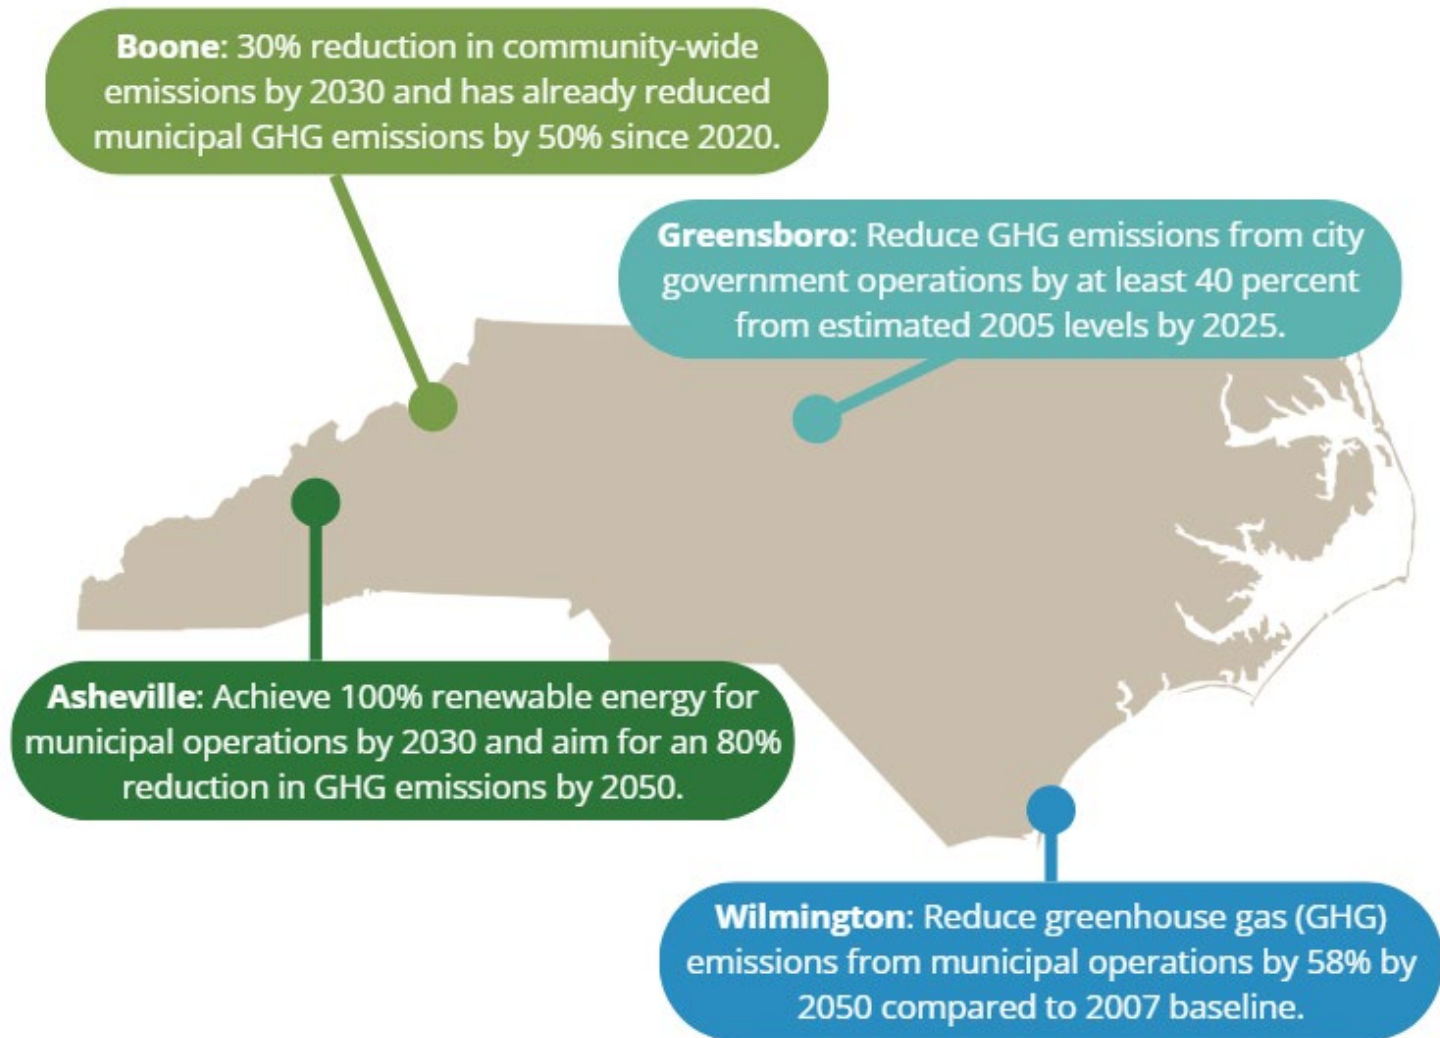 Boone: 30% reduction in community-wide
emissions by 2030 and has already reduced
municipal GHG emissions by 50% since 2020.
Greensboro: Reduce GHG emissions from city
government operations by at least 40 percent
from estimated 2005 levels by 2025.
Asheville: Achieve 100% renewable energy for
municipal operations by 2030 and aim for an 80%
reduction in GHG emissions by 2050.
Wilmington: Reduce greenhouse gas (GHG)
emissions from municipal operations by 58% by
2050 compared to 2007 baseline.